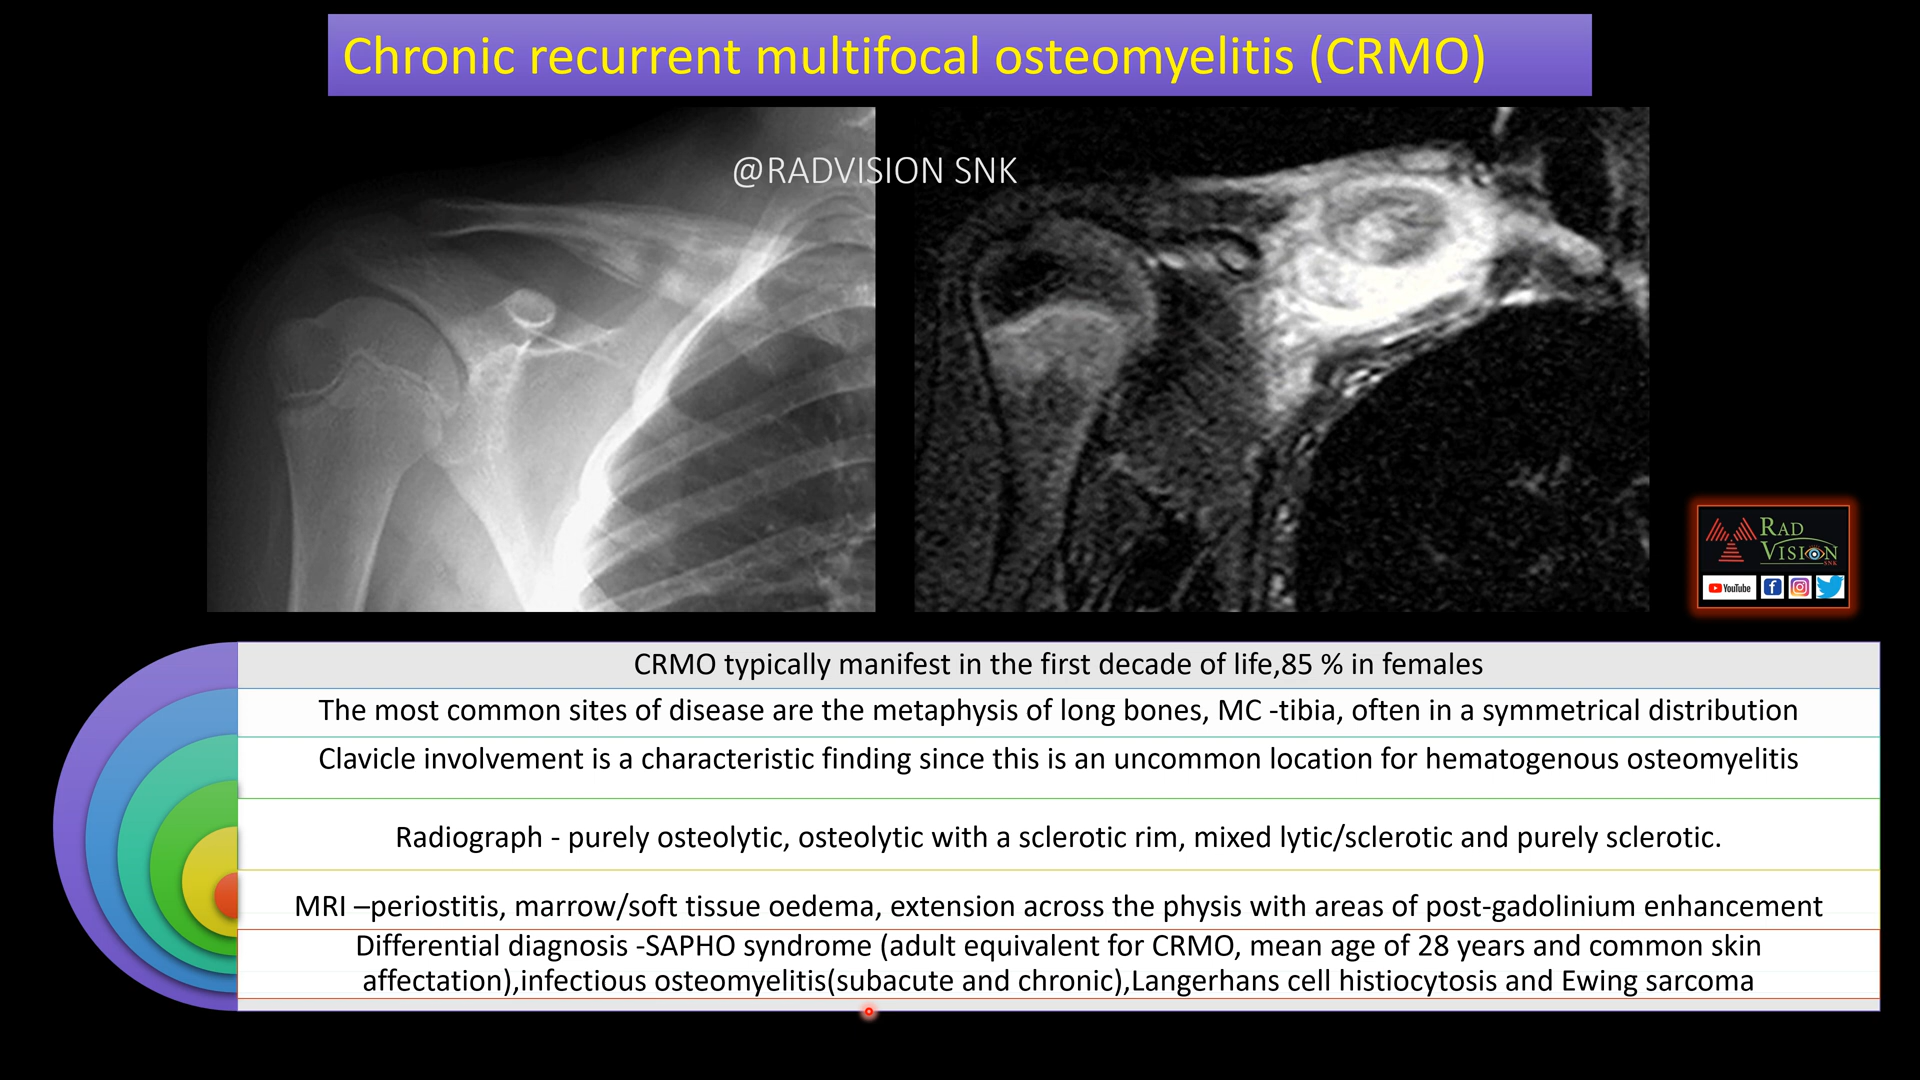 Chronic recurrent multifocal osteomyelitis (CRMO)
@RADVISION SNK
RAD
VISION
SNK
YouTube
CRMO typically manifest in the first decade of life,85 % in females
The most common sites of disease are the metaphysis of long bones, MC -tibia, often in a symmetrical distribution
Clavicle involvement is a characteristic finding since this is an uncommon location for hematogenous osteomyelitis
Radiograph - purely osteolytic, osteolytic with a sclerotic rim, mixed lytic/sclerotic and purely sclerotic.
MRI –periostitis, marrow/soft tissue oedema, extension across the physis with areas of post-gadolinium enhancement
Differential diagnosis -SAPHO syndrome (adult equivalent for CRMO, mean age of 28 years and common skin
affectation),infectious osteomyelitis(subacute and chronic),Langerhans cell histiocytosis and Ewing sarcoma